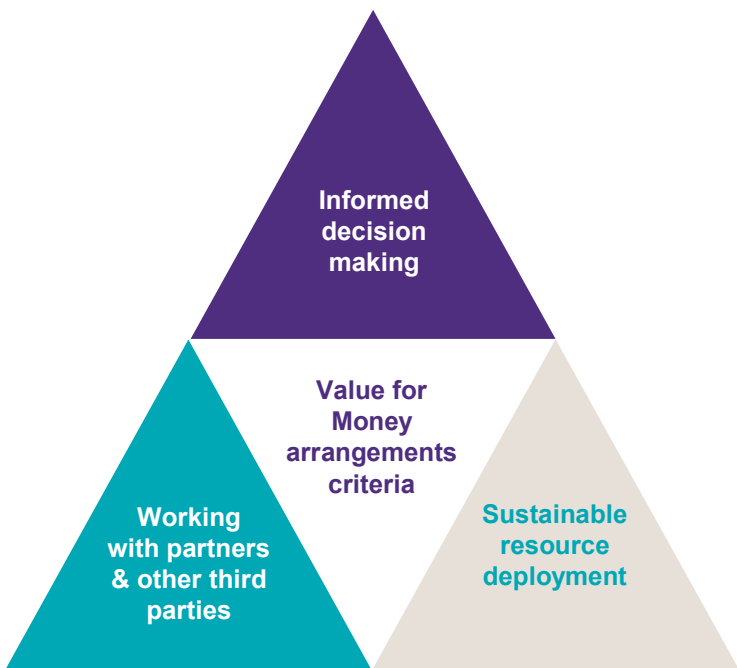 Informed
decision
making
Value for
Money
arrangements
criteria
Working
with partners
& other third
parties
Sustainable
resource
deployment